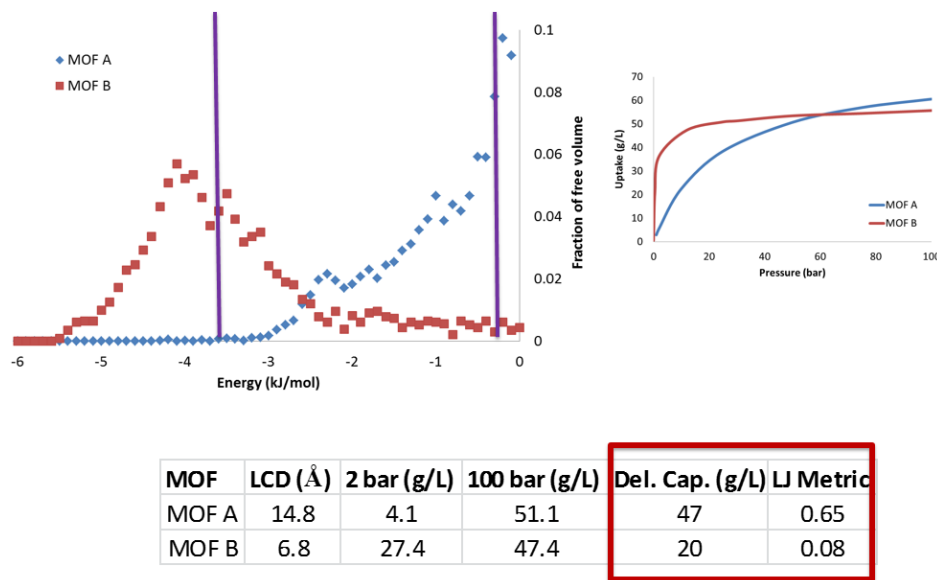 MOF A
MOF B
0.1
0.08
0.06
0.04
0.02
0
Fraction of free volume
-6 -5 -4 -3 -2 -1 0
Energy (kJ/mol)
70
60
50
40
30
20
10
0
Uptake (g/L)
MOF A
MOF B
0 20 40 60 80 100
Pressure (bar)
MOF LCD (Å) 2 bar (g/L) 100 bar (g/L) Del. Cap. (g/L) LJ Metric
MOF A 14.8 4.1 51.1 47 0.65
MOF B 6.8 27.4 47.4 20 0.08